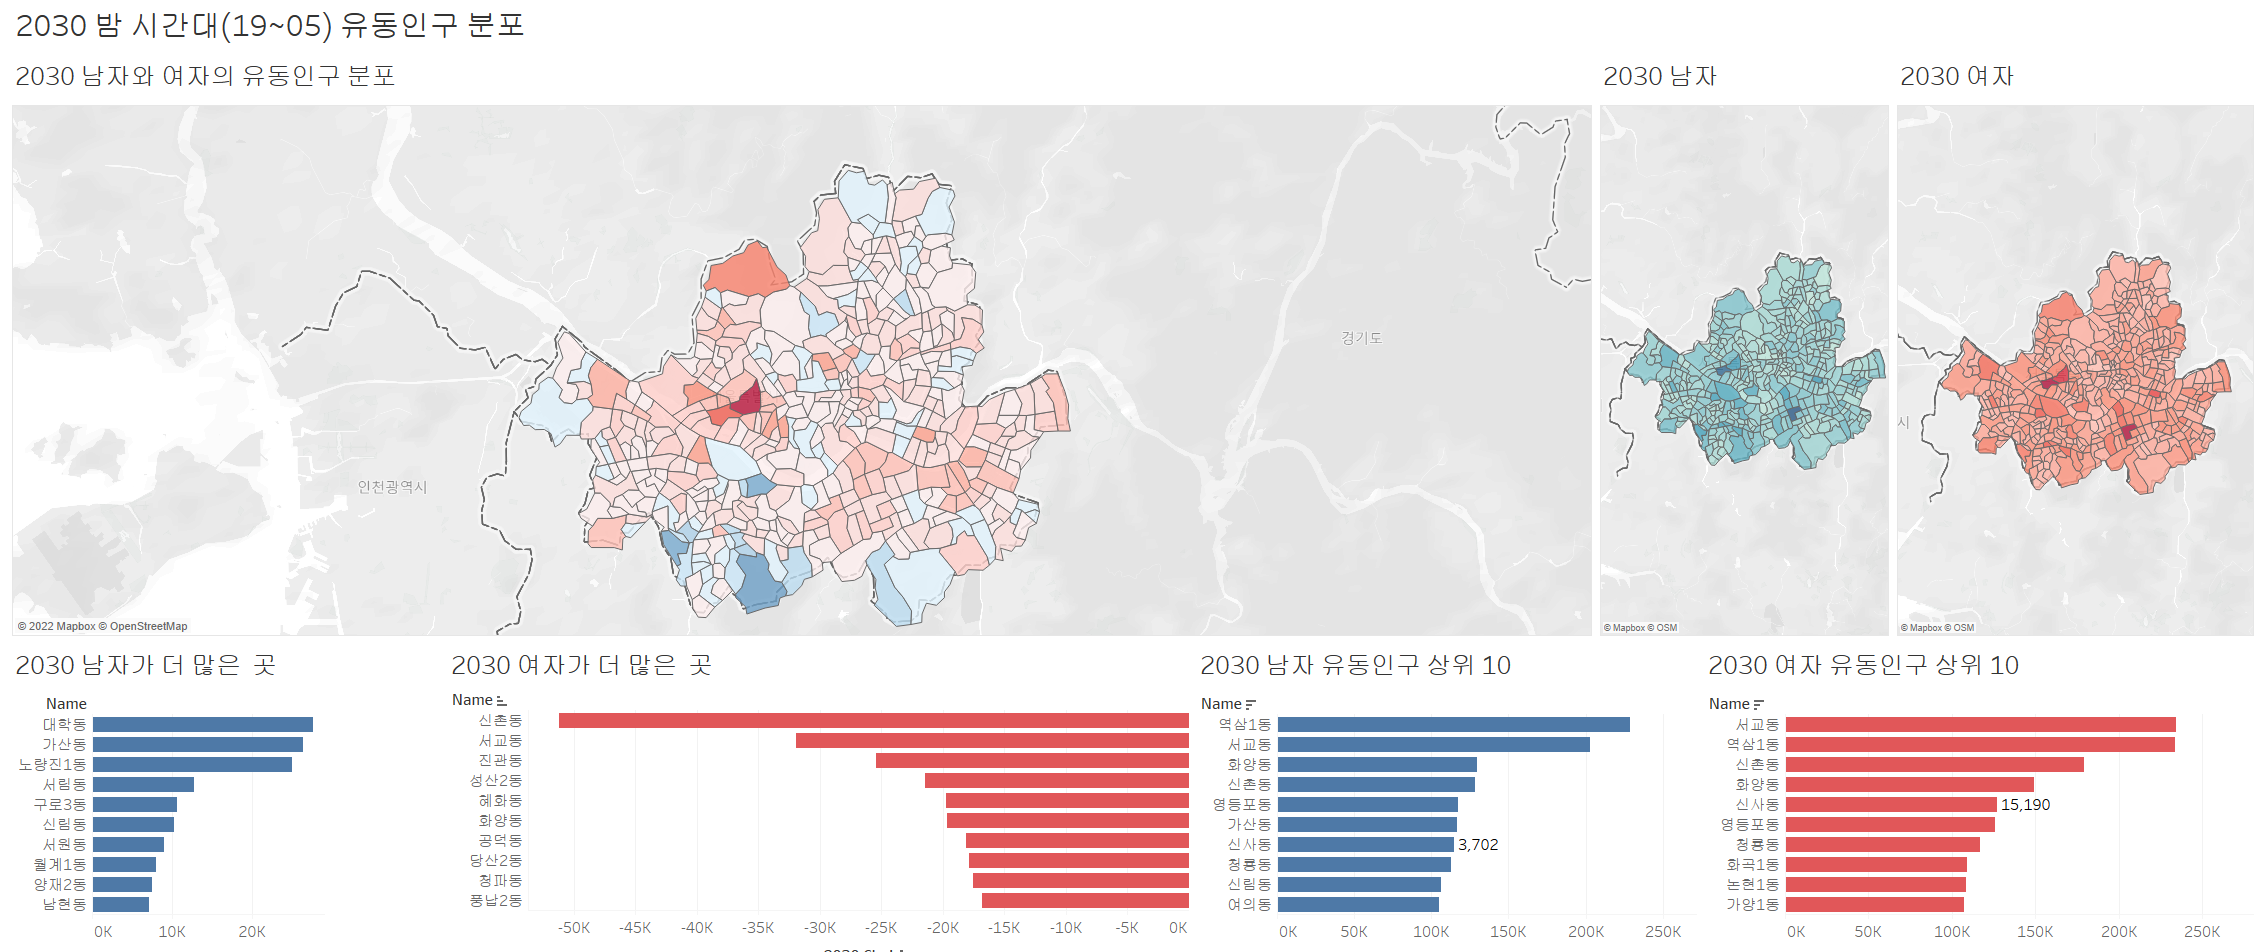 2030 밤 시간대(19~05) 유동인구 분포
2030 남자와 여자의 유동인구 분포
2030 남자
2030 여자
경기도
인천광역시
시
© 2022 Mapbox © OpenStreetMap
© Mapbox © OSM
© Mapbox © OSM
2030 남자가 더 많은 곳
Name
대학동
가산동
노량진1동
서림동
구로3동
신림동
서원동
월계1동
양재2동
남현동
0K 10K 20K
2030 여자가 더 많은 곳
Name
신촌동
서교동
진관동
성산2동
혜화동
화양동
공덕동
당산2동
청파동
풍납2동
-50K -45K -40K -35K -30K -25K -20K -15K -10K -5K 0K
2030 남자 유동인구 상위 10
Name
역삼1동
서교동
화양동
신촌동
영등포동
가산동
신사동 3,702
청룡동
신림동
여의동
0K 50K 100K 150K 200K 250K
2030 여자 유동인구 상위 10
Name
서교동
역삼1동
신촌동
화양동
신사동 15,190
영등포동
청룡동
화곡1동
논현1동
가양1동
0K 50K 100K 150K 200K 250K